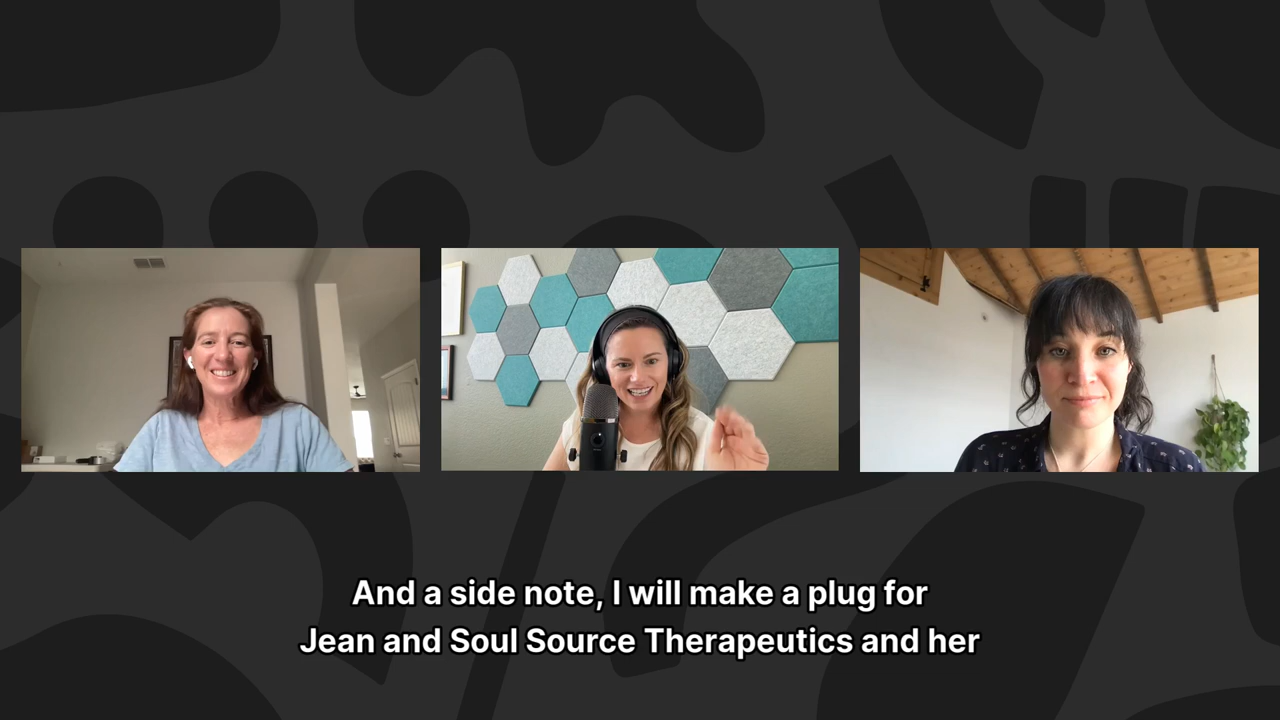 And a side note, I will make a plug for
Jean and Soul Source Therapeutics and her